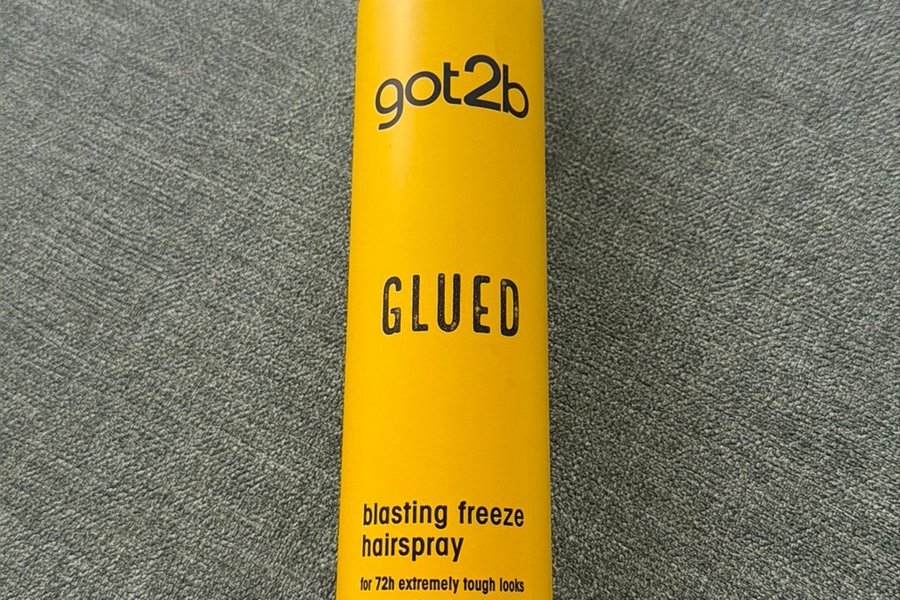 got2b
GLUED
blasting freeze
hairspray
for 72h extremely tough looks